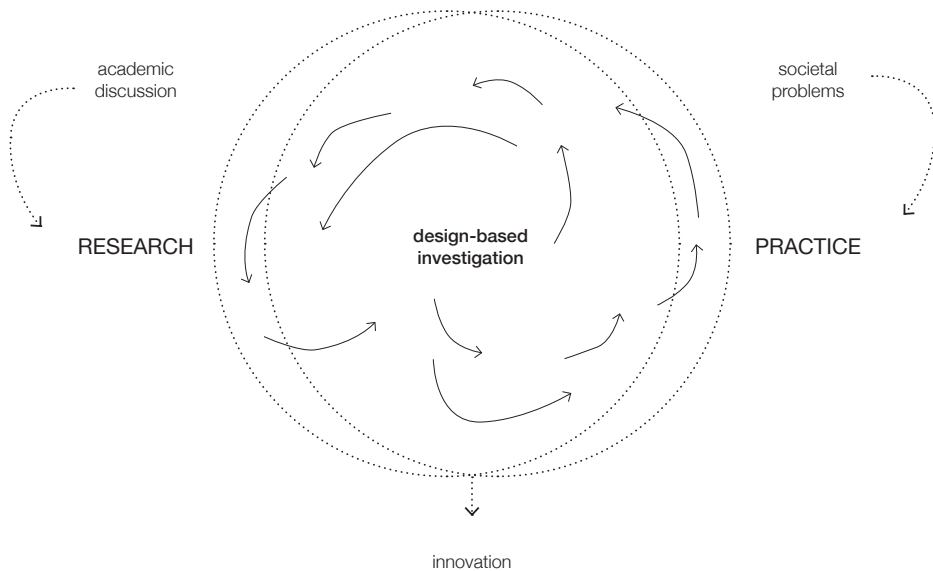 academic
discussion
societal
problems
RESEARCH
design-based
investigation
PRACTICE
innovation